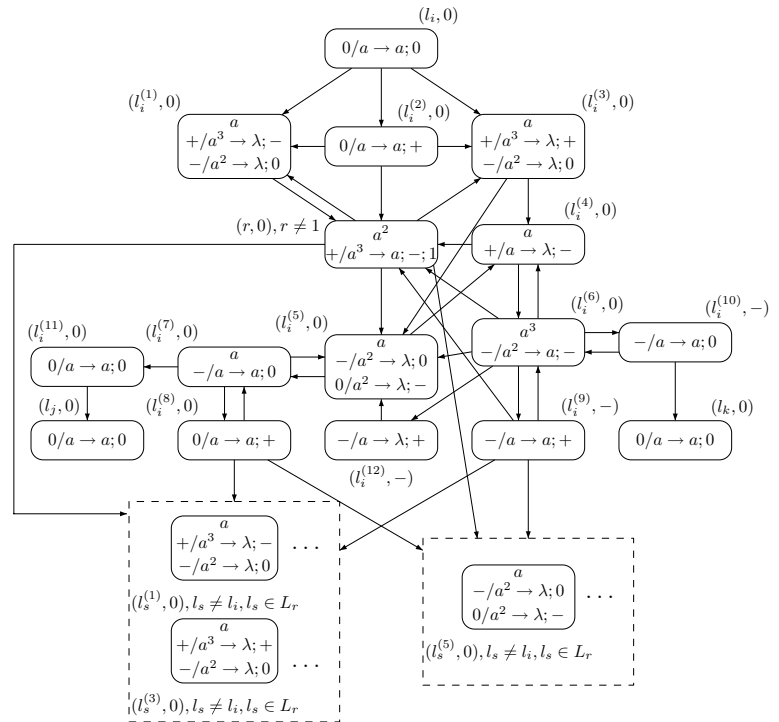 (l_i, 0)
0/a → a; 0
(l_i^{(1)}, 0)
a
+/a^3 → λ; −
−/a^2 → λ; 0
(l_i^{(2)}, 0)
0/a → a; +
(l_i^{(3)}, 0)
a
+/a^3 → λ; +
−/a^2 → λ; 0
(r, 0), r ≠ 1
a^2
+/a^3 → a; −; 1
(l_i^{(4)}, 0)
a
+/a → λ; −
(l_i^{(11)}, 0)
0/a → a; 0
(l_i^{(7)}, 0)
a
−/a → a; 0
(l_i^{(5)}, 0)
a
−/a^2 → λ; 0
0/a^2 → λ; −
(l_i^{(6)}, 0)
a^3
−/a^2 → a; −
(l_i^{(10)}, −)
−/a → a; 0
(l_j, 0)
0/a → a; 0
(l_i^{(8)}, 0)
0/a → a; +
−/a → λ; +
(l_i^{(12)}, −)
(l_i^{(9)}, −)
−/a → a; +
(l_k, 0)
0/a → a; 0
a
+/a^3 → λ; −
−/a^2 → λ; 0
...
(l_s^{(1)}, 0), l_s ≠ l_i, l_s ∈ L_r
a
+/a^3 → λ; +
−/a^2 → λ; 0
...
(l_s^{(3)}, 0), l_s ≠ l_i, l_s ∈ L_r
a
−/a^2 → λ; 0
0/a^2 → λ; −
...
(l_s^{(5)}, 0), l_s ≠ l_i, l_s ∈ L_r